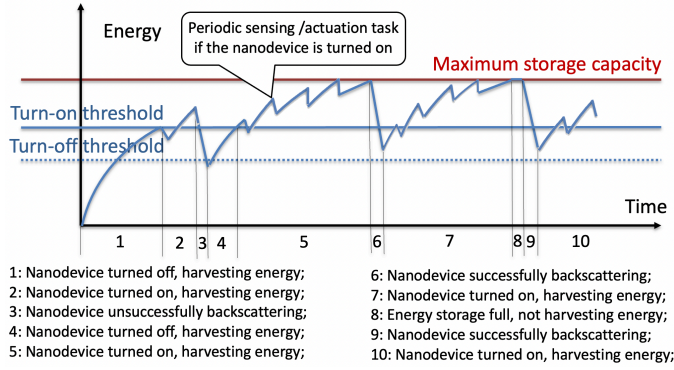 Energy
Periodic sensing /actuation task
if the nanodevice is turned on
Maximum storage capacity
Turn-on threshold
Turn-off threshold
Time
1 2 3 4 5 6 7 8 9 10
1: Nanodevice turned off, harvesting energy;
2: Nanodevice turned on, harvesting energy;
3: Nanodevice unsuccessfully backscattering;
4: Nanodevice turned off, harvesting energy;
5: Nanodevice turned on, harvesting energy;
6: Nanodevice successfully backscattering;
7: Nanodevice turned on, harvesting energy;
8: Energy storage full, not harvesting energy;
9: Nanodevice successfully backscattering;
10: Nanodevice turned on, harvesting energy;